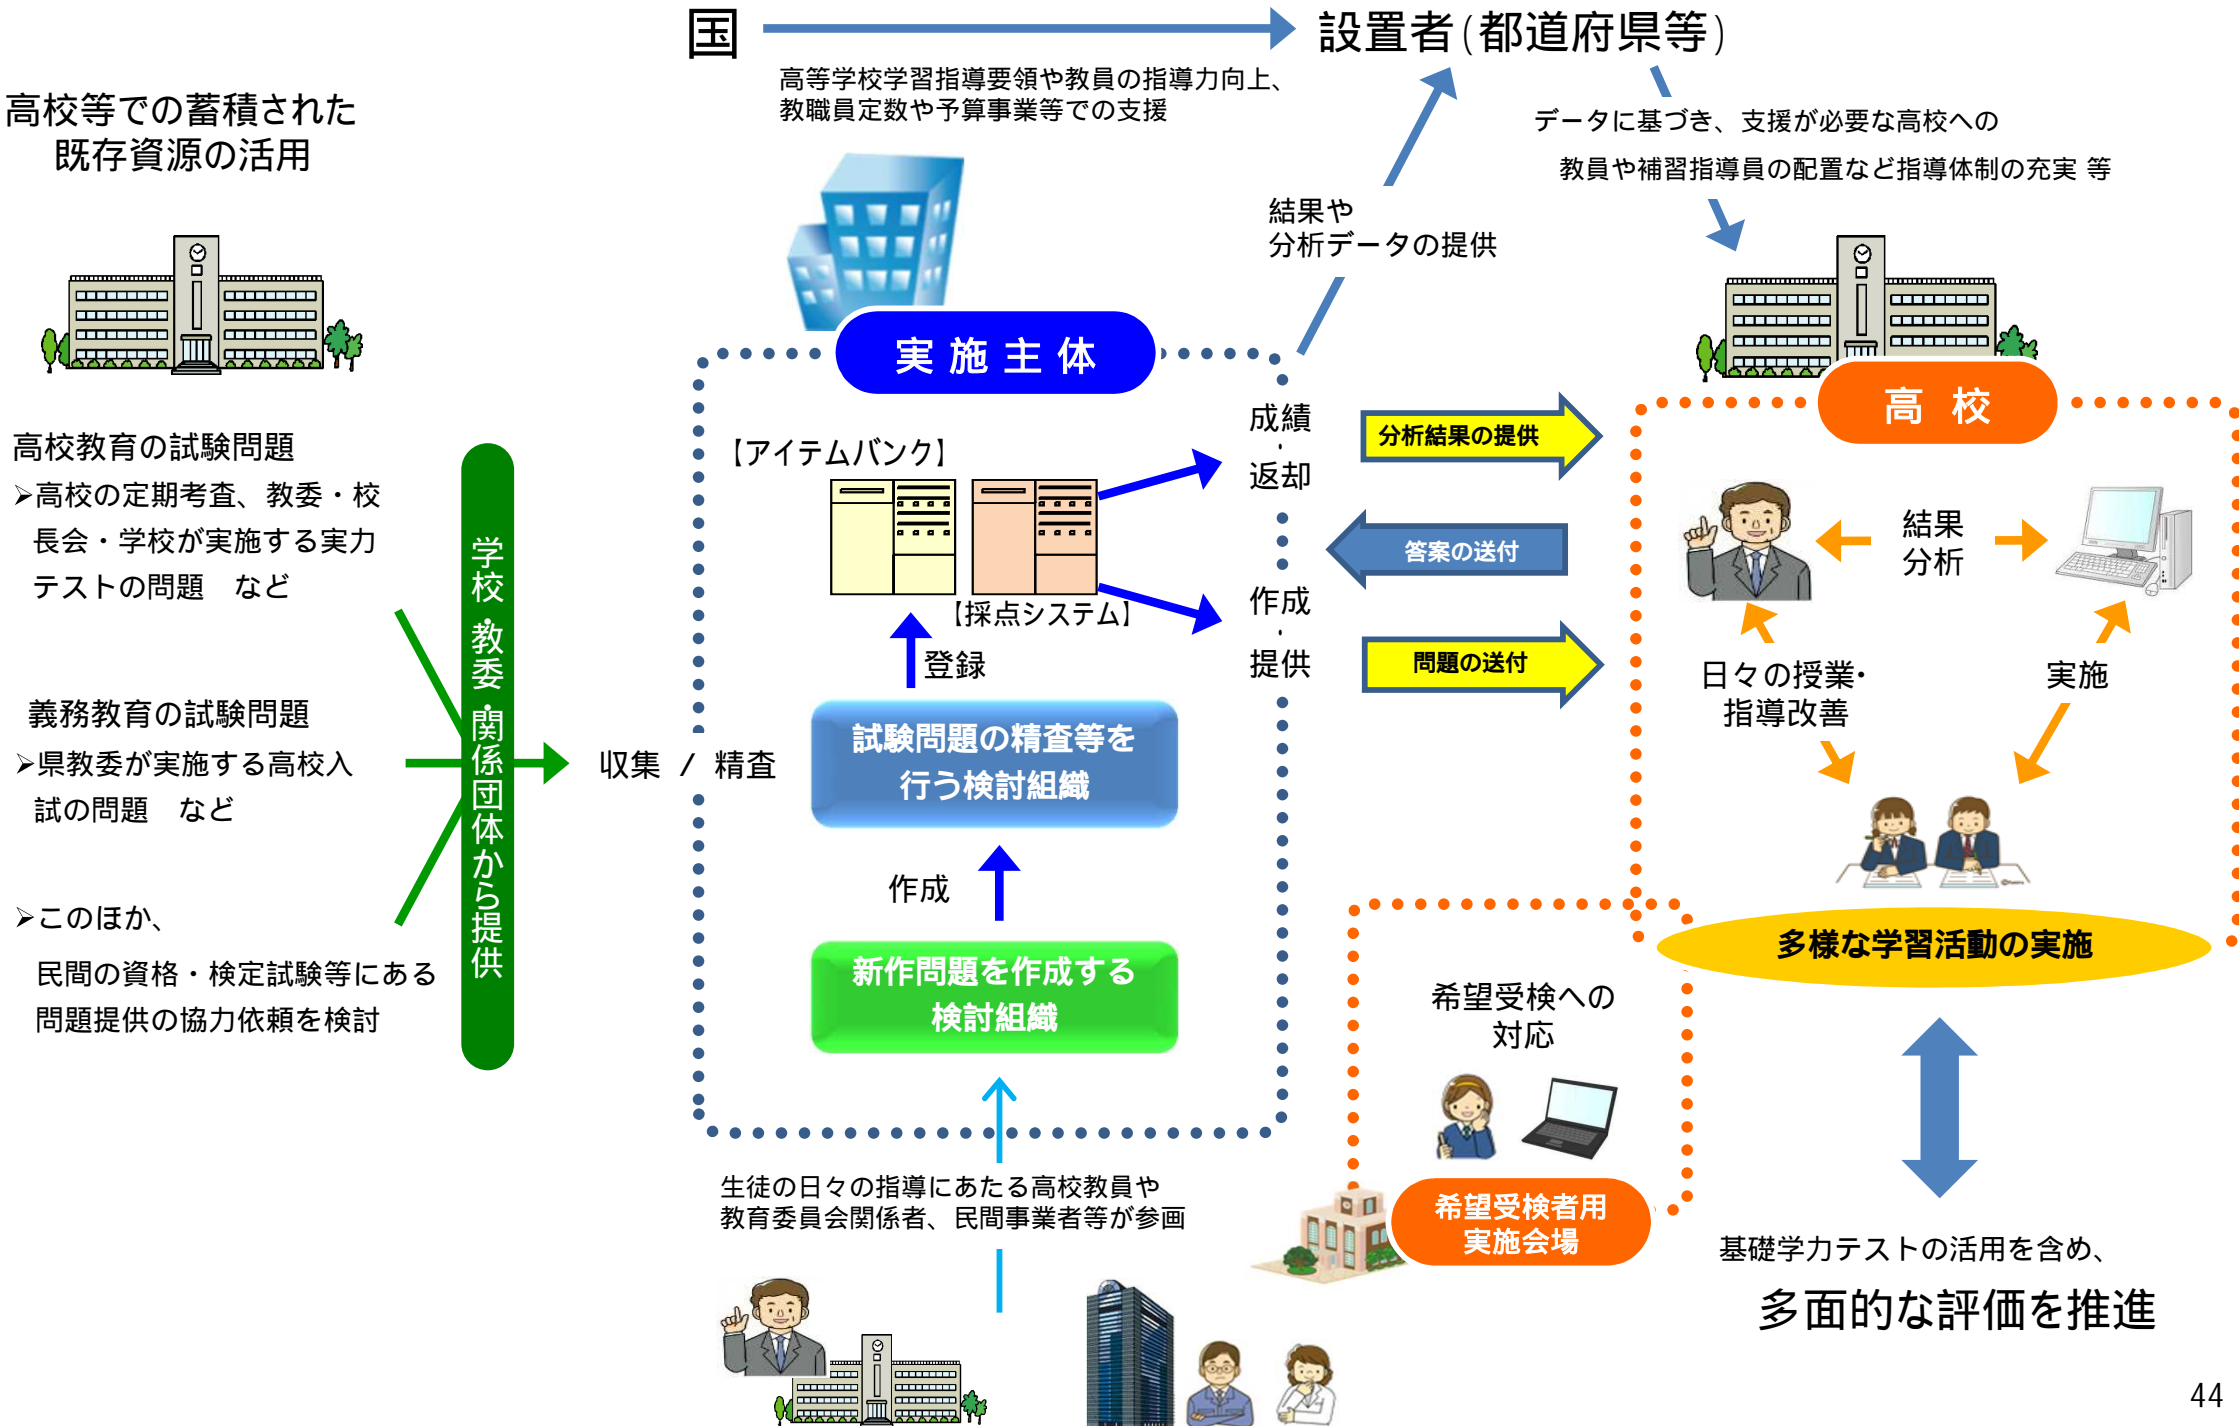 国
設置者(都道府県等)
高等学校学習指導要領や教員の指導力向上、
教職員定数や予算事業等での支援
高校等での蓄積された
既存資源の活用
データに基づき、支援が必要な高校への
教員や補習指導員の配置など指導体制の充実 等
結果や
分析データの提供
実施主体
高校
高校教育の試験問題
➢高校の定期考査、教委・校
長会・学校が実施する実力
テストの問題　など
義務教育の試験問題
➢県教委が実施する高校入
試の問題　など
➢このほか、
民間の資格・検定試験等にある
問題提供の協力依頼を検討
学校・教委・関係団体から提供
収集 / 精査
【アイテムバンク】
【採点システム】
登録
試験問題の精査等を
行う検討組織
作成
新作問題を作成する
検討組織
生徒の日々の指導にあたる高校教員や
教育委員会関係者、民間事業者等が参画
成績
・
返却
作成
・
提供
分析結果の提供
答案の送付
問題の送付
結果
分析
日々の授業・
指導改善
実施
多様な学習活動の実施
希望受検への
対応
希望受検者用
実施会場
基礎学力テストの活用を含め、
多面的な評価を推進
44